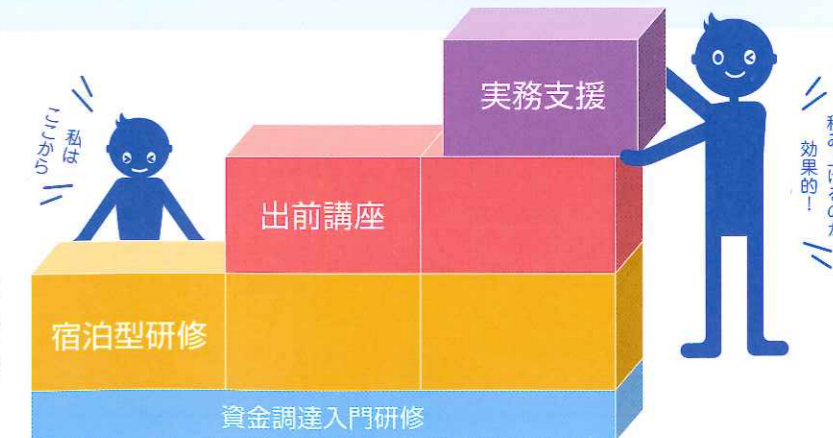 実務支援
私は
ここから
効果的!
出前講座
宿泊型研修
資金調達入門研修